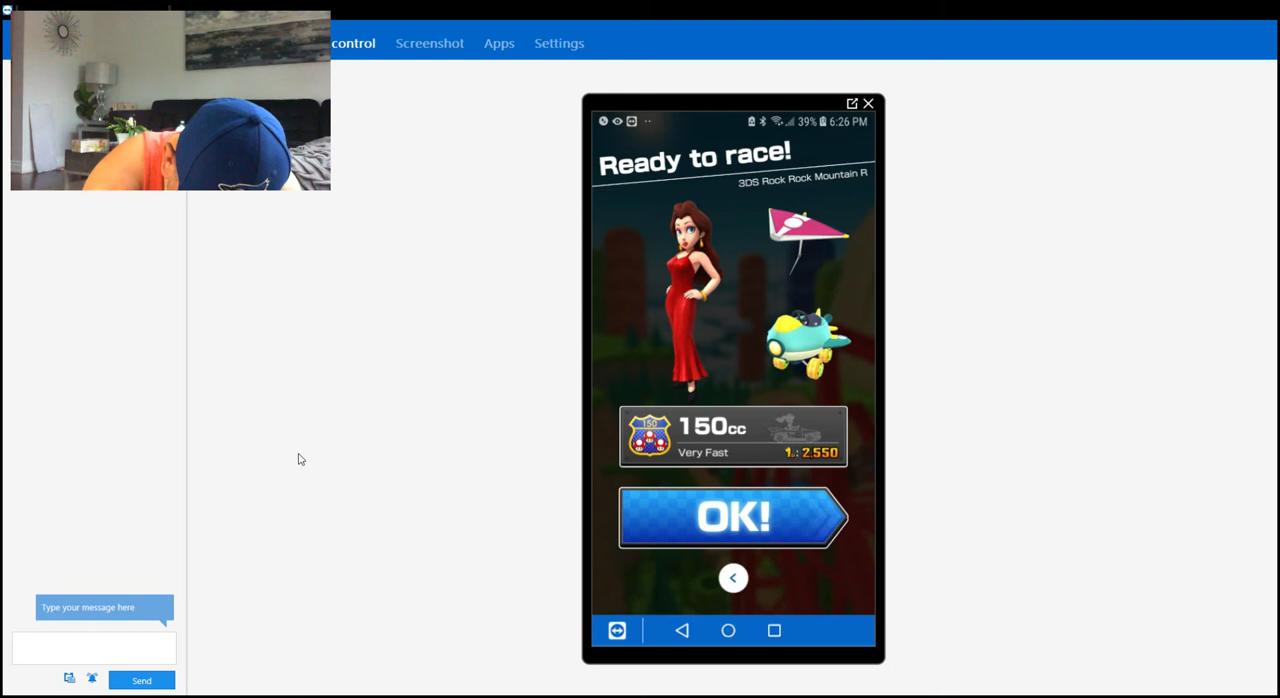 control Screenshot Apps Settings
39% 6:26 PM
Ready to race!
3DS Rock Rock Mountain R
150
150cc
Very Fast
2,550
OK!
Type your message here
Send